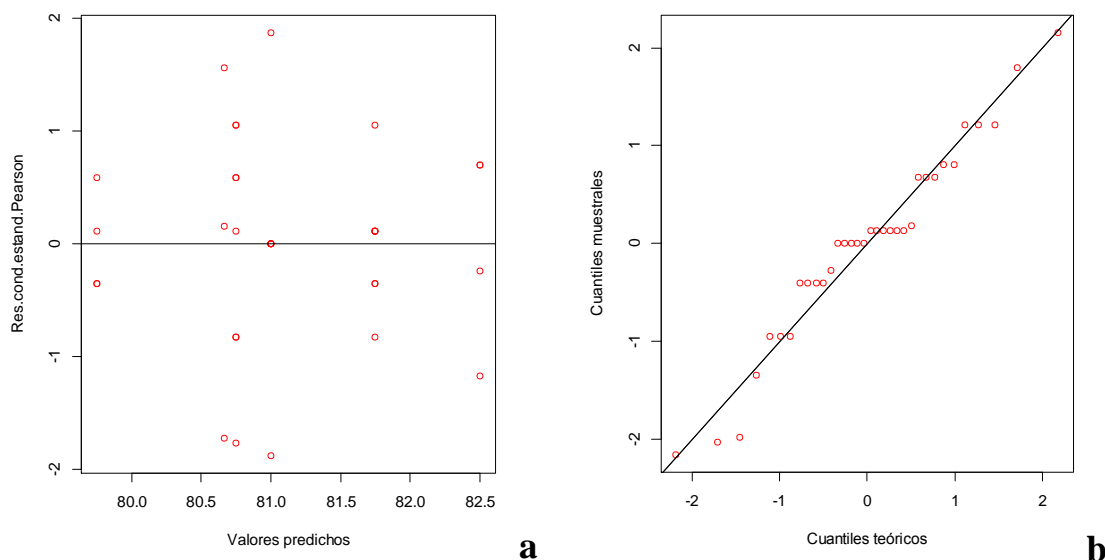 2
1
0
-1
-2
Res.cond.estand.Pearson
80.0 80.5 81.0 81.5 82.0 82.5
Valores predichos
a
2
1
0
-1
-2
Cuantiles muestrales
-2 -1 0 1 2
Cuantiles teóricos
b